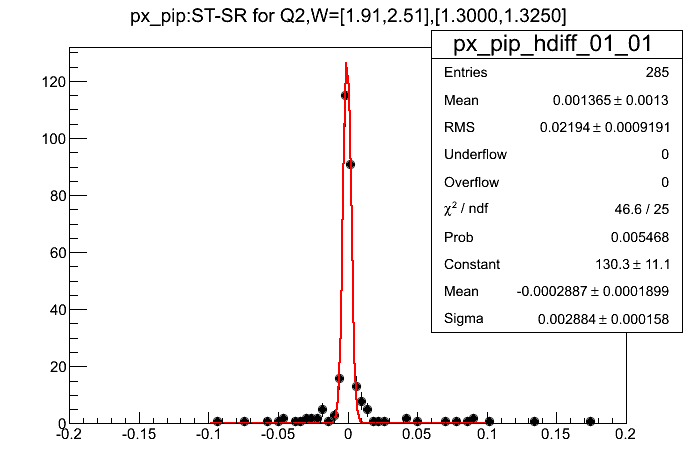 px_pip:ST-SR for Q2,W=[1.91,2.51],[1.3000,1.3250]
px_pip_hdiff_01_01
Entries 285
Mean 0.001365 ± 0.0013
RMS 0.02194 ± 0.0009191
Underflow 0
Overflow 0
χ² / ndf 46.6 / 25
Prob 0.005468
Constant 130.3 ± 11.1
Mean -0.0002887 ± 0.0001899
Sigma 0.002884 ± 0.000158
120
100
80
60
40
20
0
-0.2 -0.15 -0.1 -0.05 0 0.05 0.1 0.15 0.2